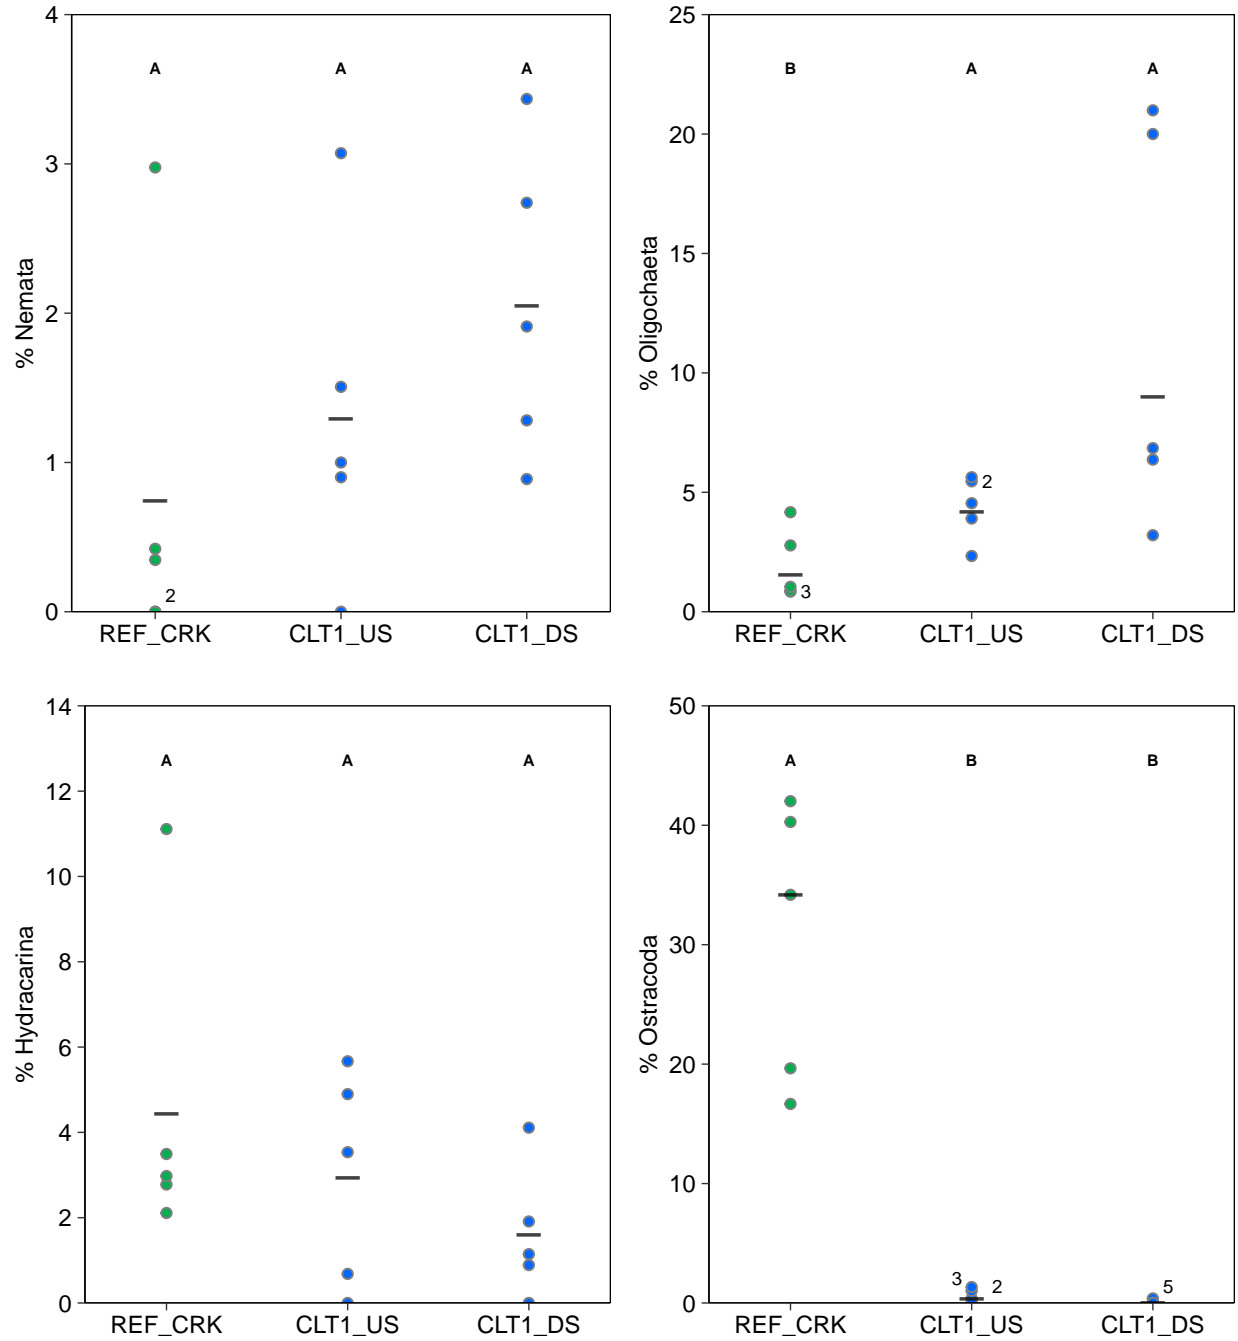 % Nemata
4
3
2
1
0
A A A
2
REF_CRK CLT1_US CLT1_DS
% Oligochaeta
25
20
15
10
5
0
B A A
2
3
REF_CRK CLT1_US CLT1_DS
% Hydracarina
14
12
10
8
6
4
2
0
A A A
REF_CRK CLT1_US CLT1_DS
% Ostracoda
50
40
30
20
10
0
A B B
3 2 5
REF_CRK CLT1_US CLT1_DS